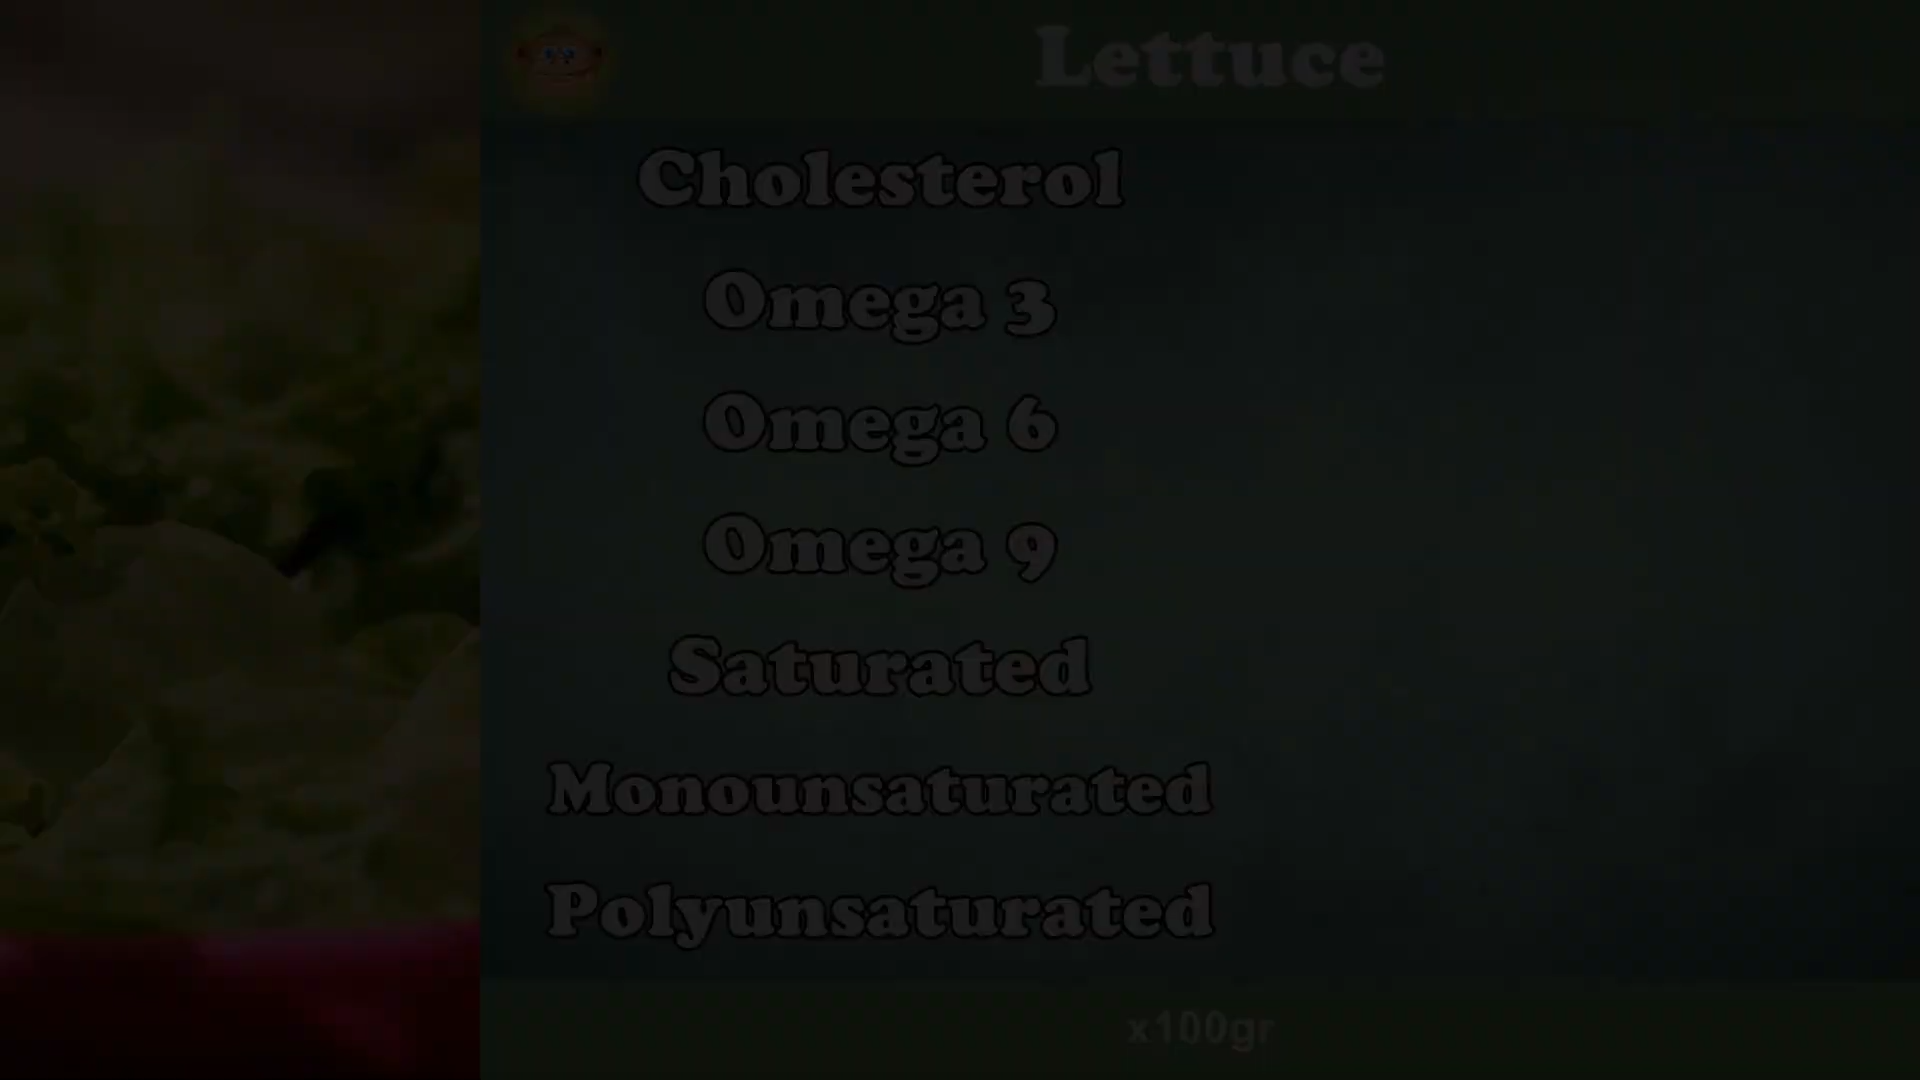 Lettuce
Cholesterol
Omega 3
Omega 6
Omega 9
Saturated
Monounsaturated
Polyunsaturated
x100gr